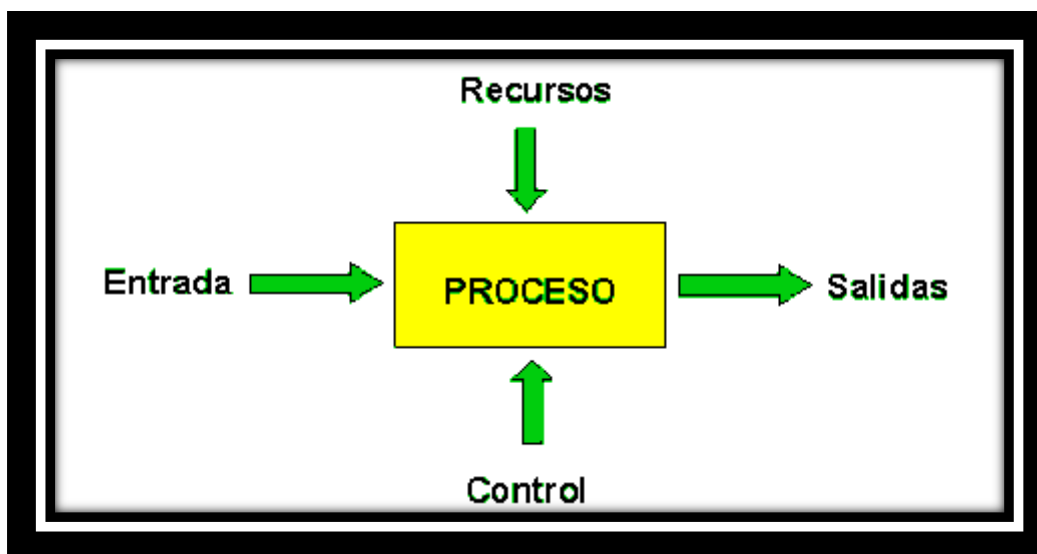 Recursos
Entrada
PROCESO
Salidas
Control